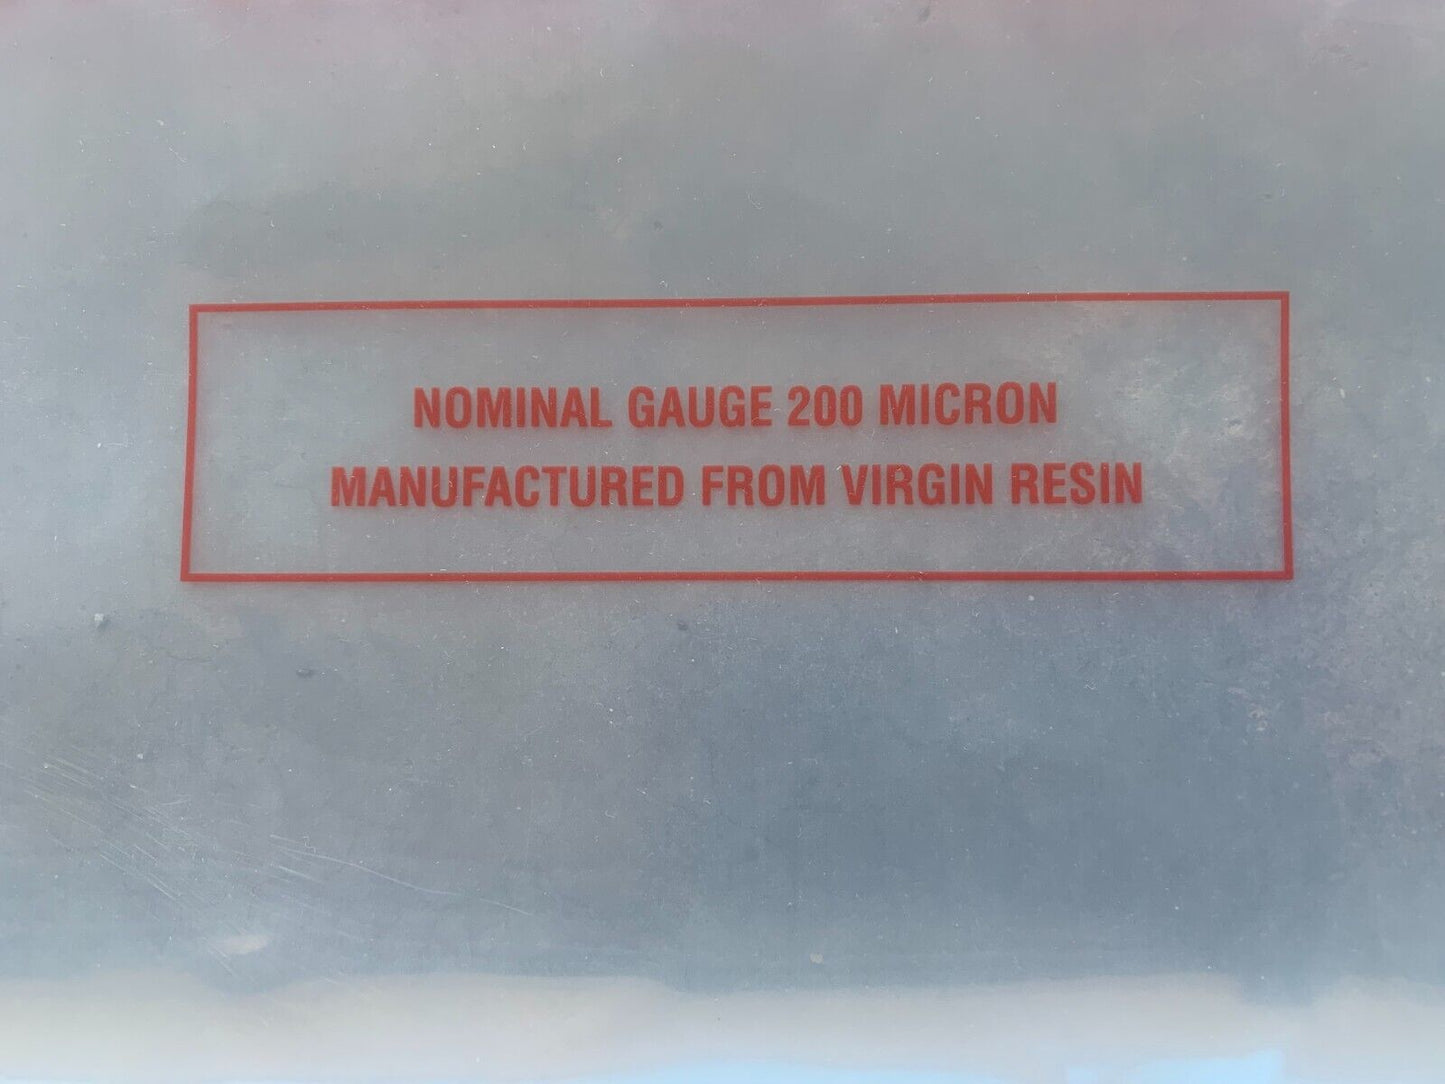 NOMINAL GAUGE 200 MICRON
MANUFACTURED FROM VIRGIN RESIN